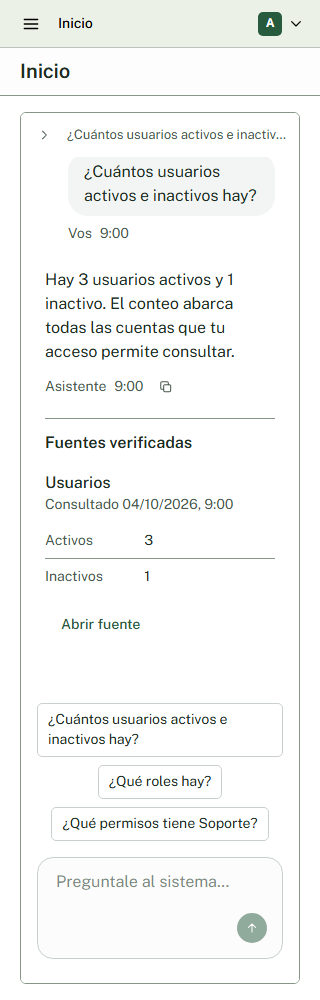 Inicio
A
Inicio
¿Cuántos usuarios activos e inactiv...
¿Cuántos usuarios
activos e inactivos hay?
Vos 9:00
Hay 3 usuarios activos y 1
inactivo. El conteo abarca
todas las cuentas que tu
acceso permite consultar.
Asistente 9:00
Fuentes verificadas
Usuarios
Consultado 04/10/2026, 9:00
Activos 3
Inactivos 1
Abrir fuente
¿Cuántos usuarios activos e
inactivos hay?
¿Qué roles hay?
¿Qué permisos tiene Soporte?
Preguntale al sistema...